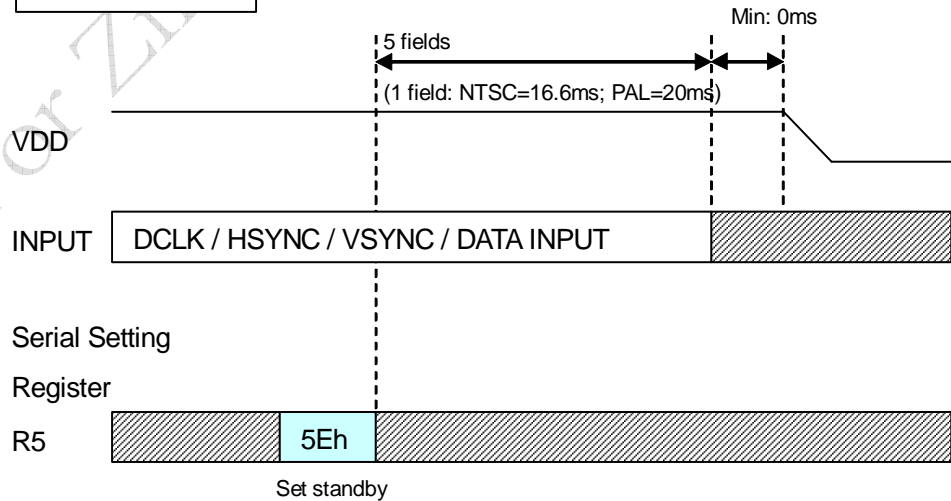 Min: 0ms
5 fields
(1 field: NTSC=16.6ms; PAL=20ms)
VDD
INPUT DCLK / HSYNC / VSYNC / DATA INPUT
Serial Setting
Register
R5 5Eh
Set standby